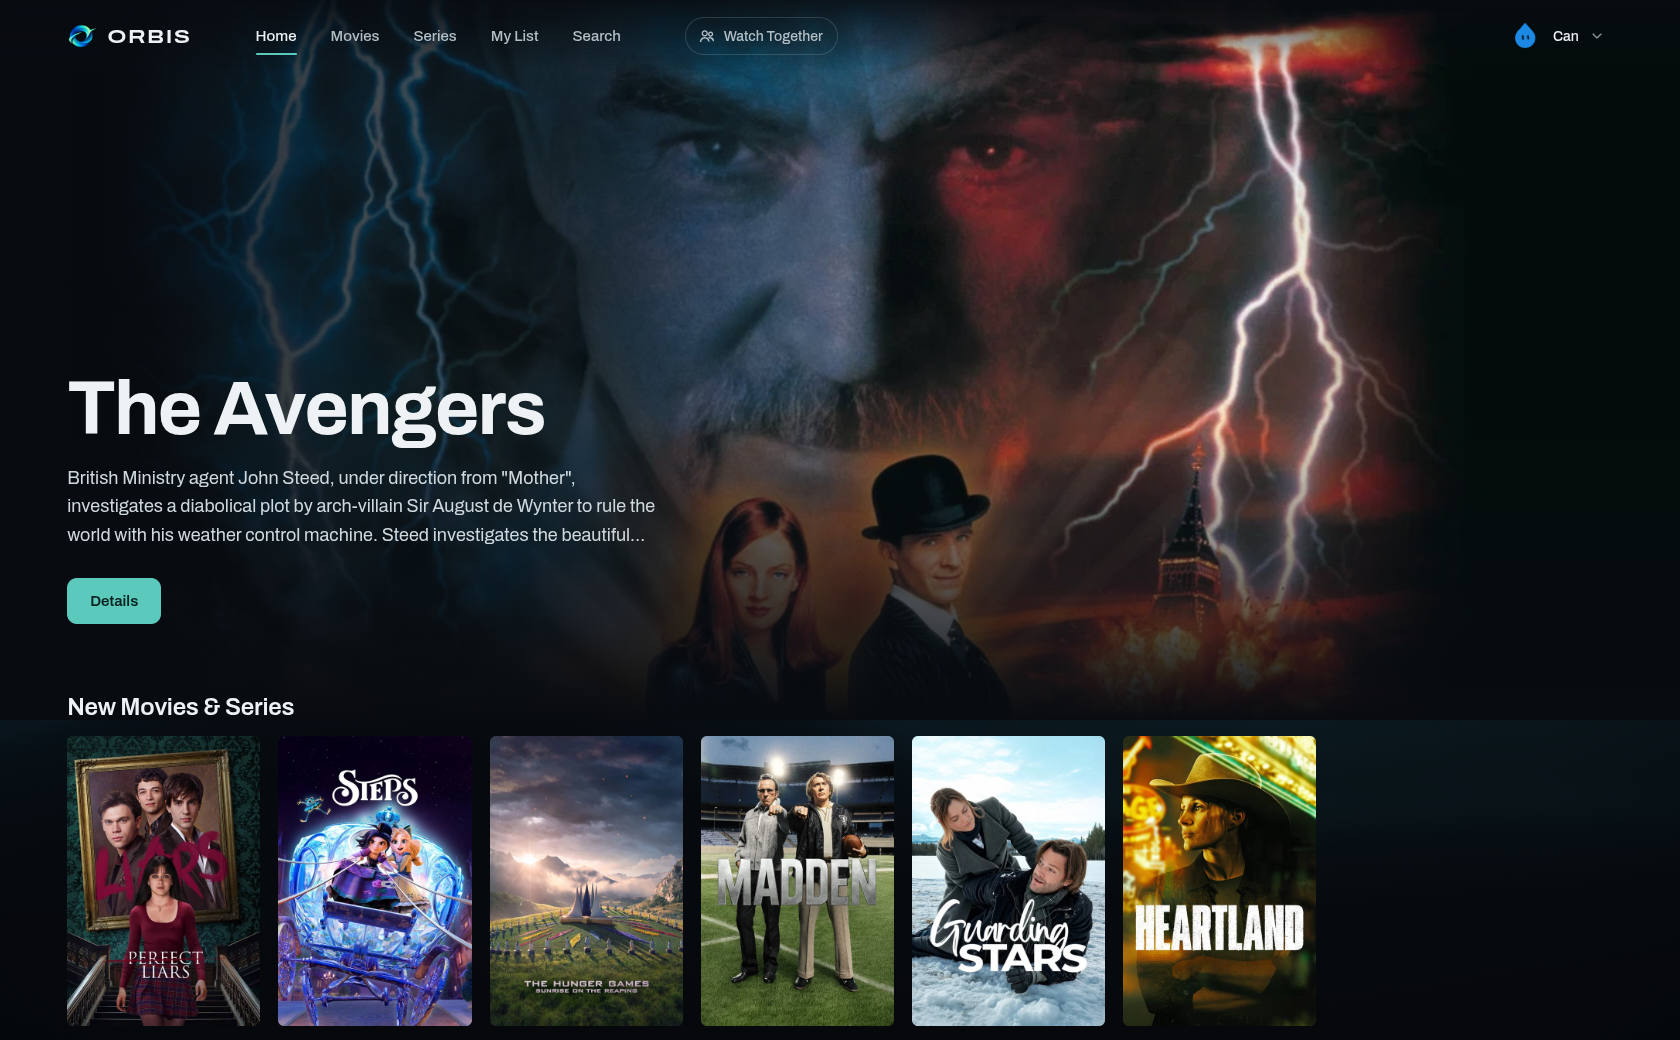 ORBIS
Home
Movies
Series
My List
Search
Watch Together
Can
The Avengers
British Ministry agent John Steed, under direction from "Mother",
investigates a diabolical plot by arch-villain Sir August de Wynter to rule the
world with his weather control machine. Steed investigates the beautiful...
Details
New Movies & Series
LIARS
PERFECT
LIARS
STEPS
THE HUNGER GAMES
SUNRISE ON THE REAPING
MADDEN
Guarding
STARS
HEARTLAND